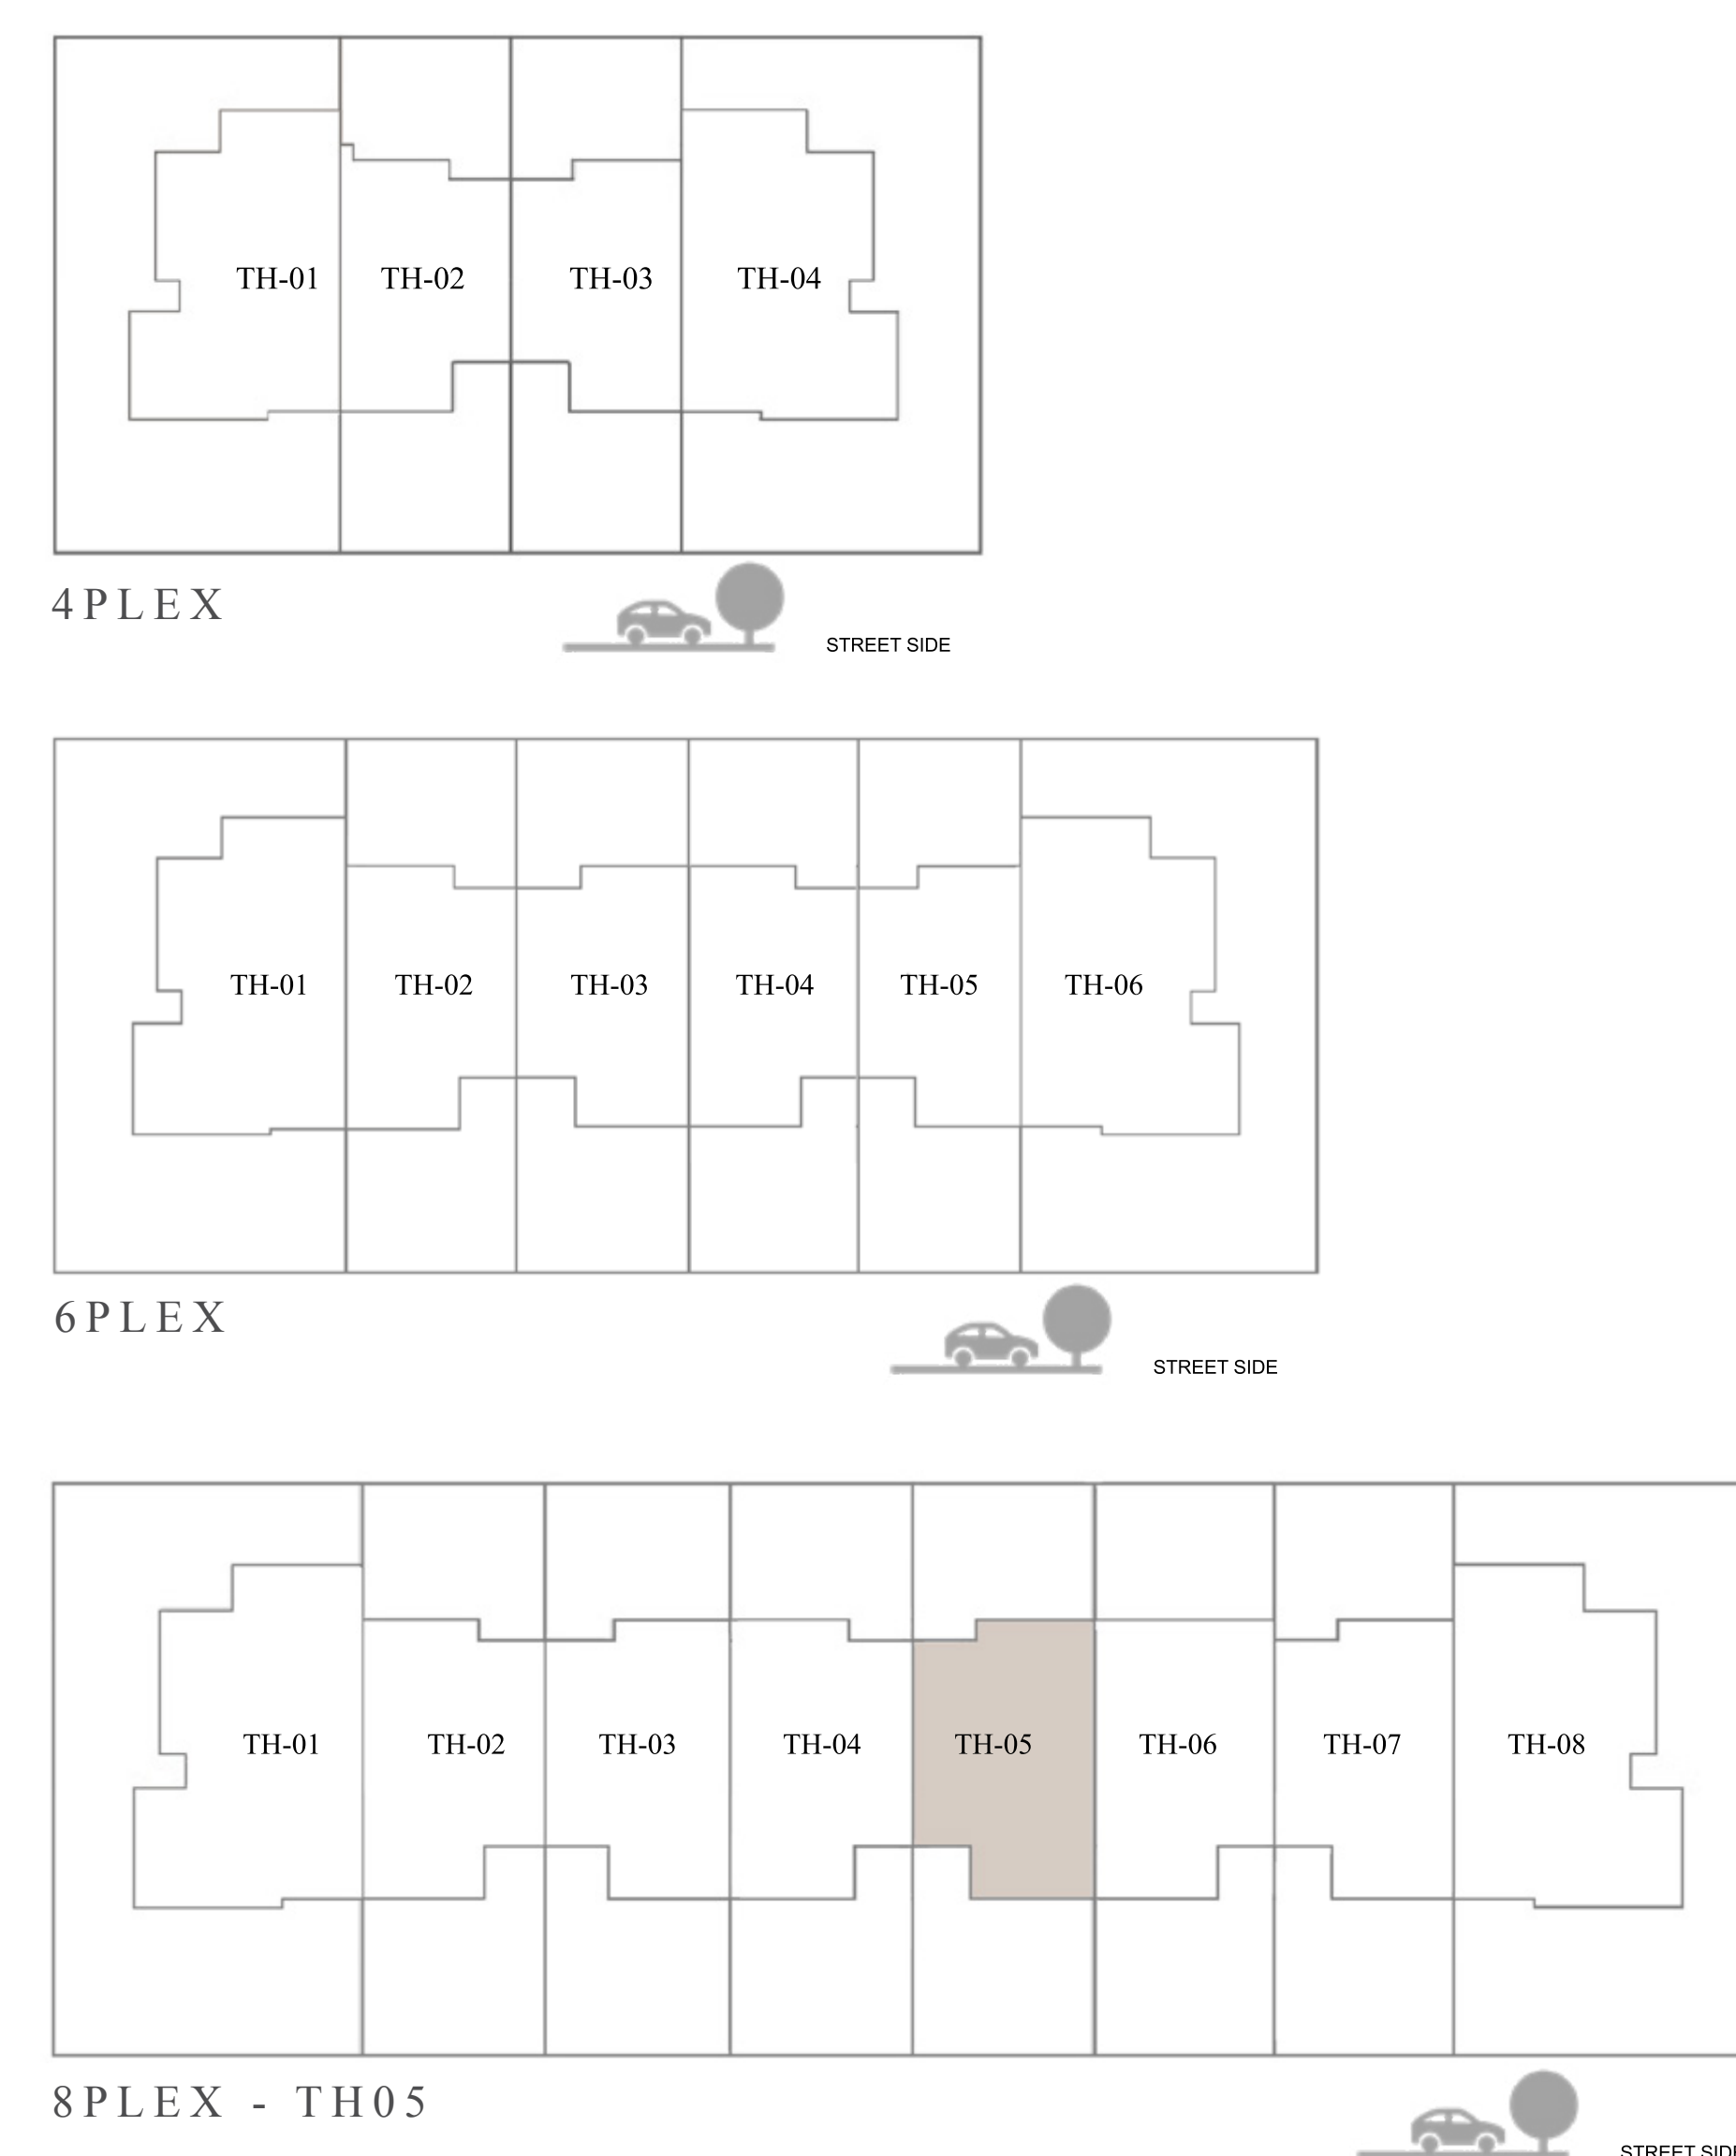 TH-01 TH-02 TH-03 TH-04
4PLEX
STREET SIDE
TH-01 TH-02 TH-03 TH-04 TH-05 TH-06
6PLEX
STREET SIDE
TH-01 TH-02 TH-03 TH-04 TH-05 TH-06 TH-07 TH-08
8PLEX - TH05
STREET